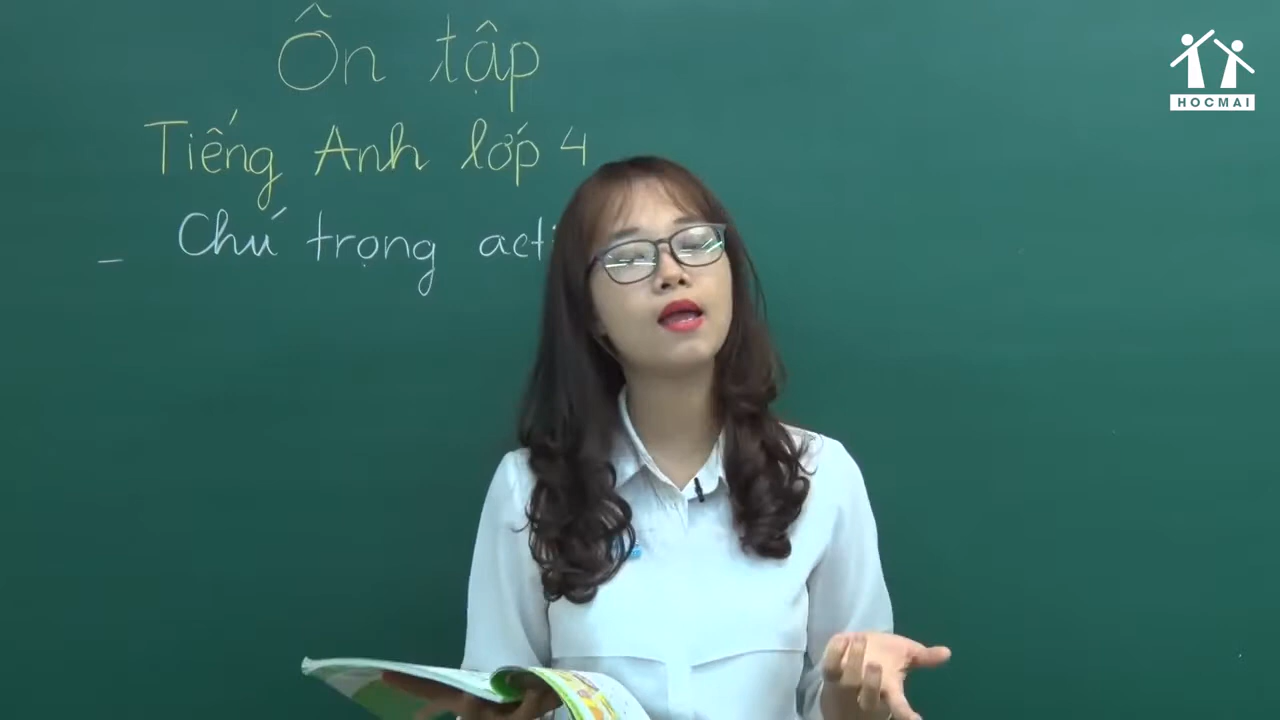 Ôn tập
Tiếng Anh lớp 4
_ Chú trọng acti
HOCMAI